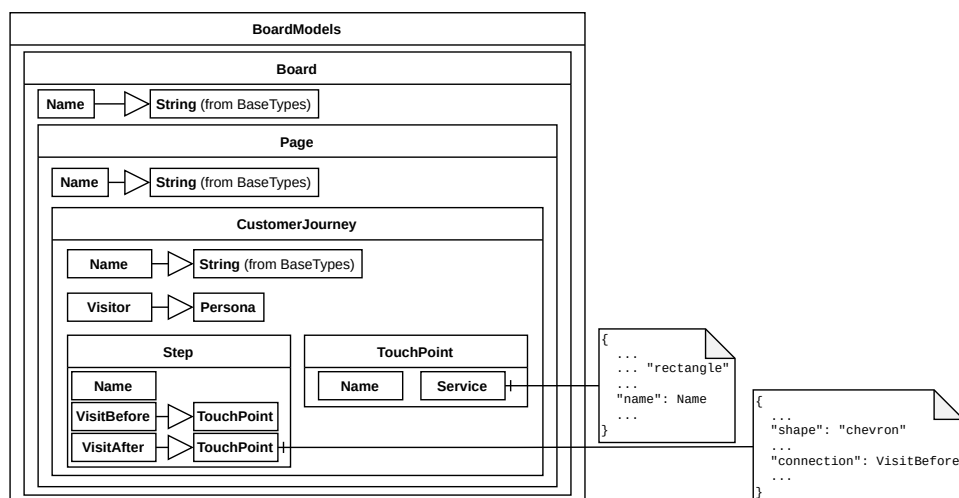 BoardModels
Board
Name String (from BaseTypes)
Page
Name String (from BaseTypes)
CustomerJourney
Name String (from BaseTypes)
Visitor Persona
Step
Name
VisitBefore TouchPoint
VisitAfter TouchPoint
TouchPoint
Name Service
{
...
... "rectangle"
...
"name": Name
...
}
{
...
"shape": "chevron"
...
"connection": VisitBefore
...
}